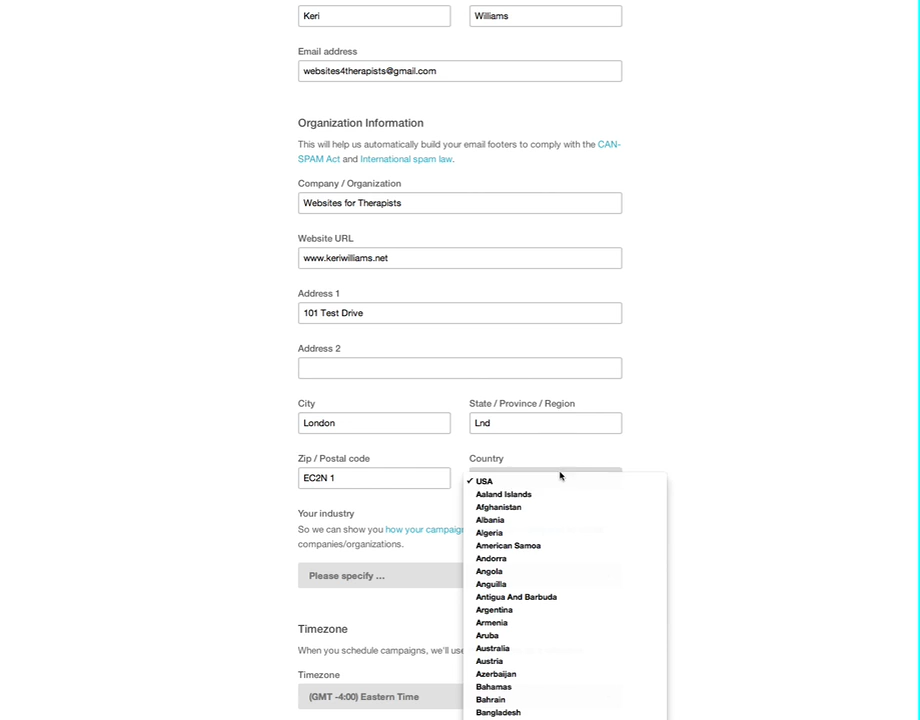 Keri
Williams
Email address
websites4therapists@gmail.com
Organization Information
This will help us automatically build your email footers to comply with the CAN-
SPAM Act and International spam law.
Company / Organization
Websites for Therapists
Website URL
www.keriwilliams.net
Address 1
101 Test Drive
Address 2
City
State / Province / Region
London
Lnd
Zip / Postal code
Country
EC2N 1
✓ USA
Aaland Islands
Afghanistan
Albania
Algeria
American Samoa
Andorra
Angola
Anguilla
Antigua And Barbuda
Argentina
Armenia
Aruba
Australia
Austria
Azerbaijan
Bahamas
Bahrain
Bangladesh
Your industry
So we can show you how your campaig
companies/organizations.
Please specify ...
Timezone
When you schedule campaigns, we'll use
Timezone
(GMT -4:00) Eastern Time